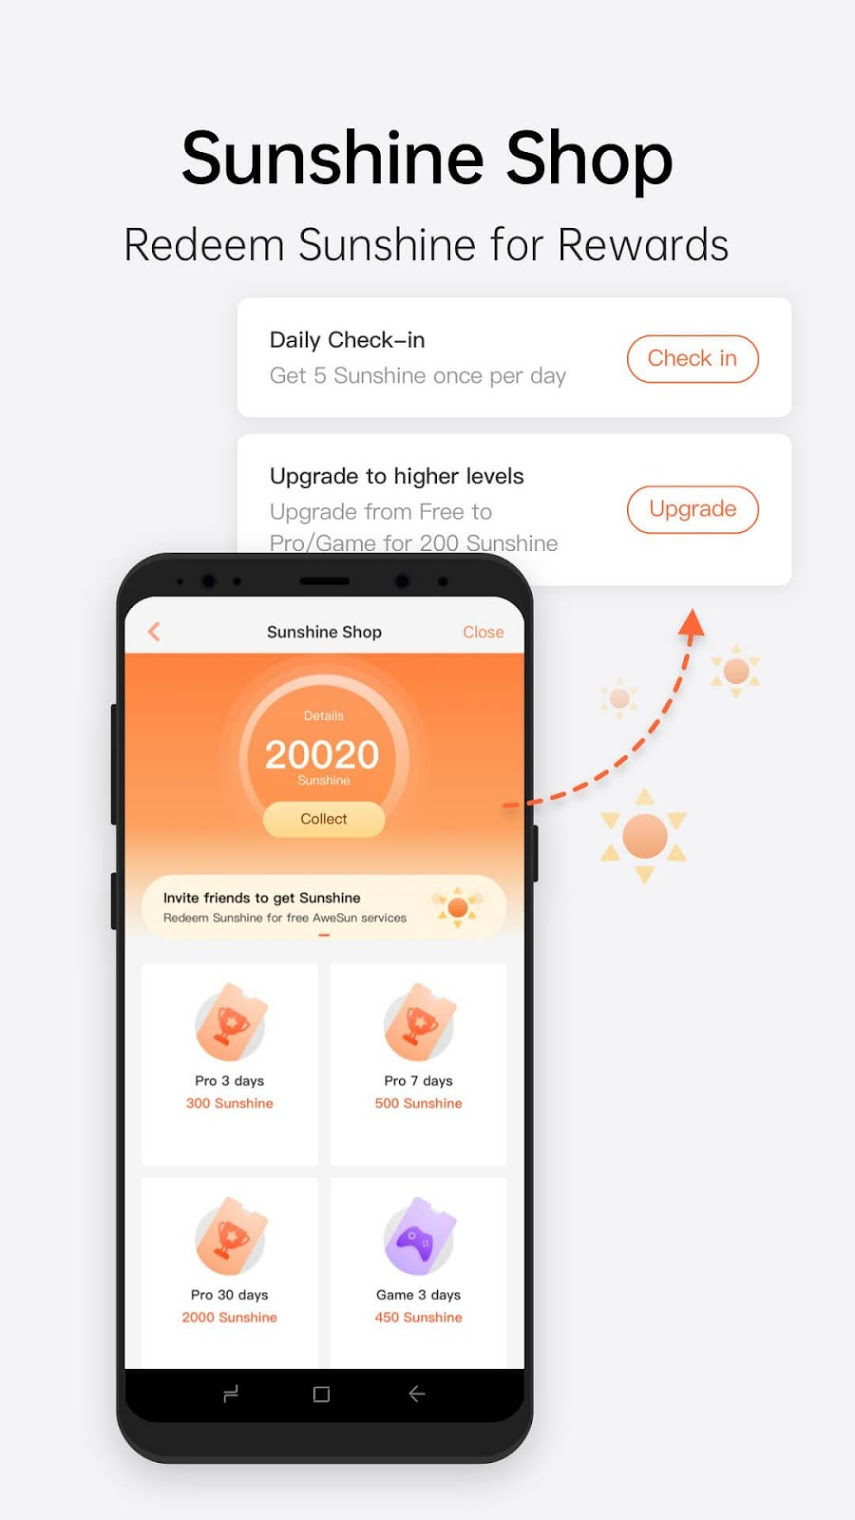 Sunshine Shop
Redeem Sunshine for Rewards
Daily Check-in
Get 5 Sunshine once per day
Check in
Upgrade to higher levels
Upgrade from Free to
Pro/Game for 200 Sunshine
Upgrade
Sunshine Shop
Close
Details
20020
Sunshine
Collect
Invite friends to get Sunshine
Redeem Sunshine for free AweSun services
Pro 3 days
300 Sunshine
Pro 7 days
500 Sunshine
Pro 30 days
2000 Sunshine
Game 3 days
450 Sunshine